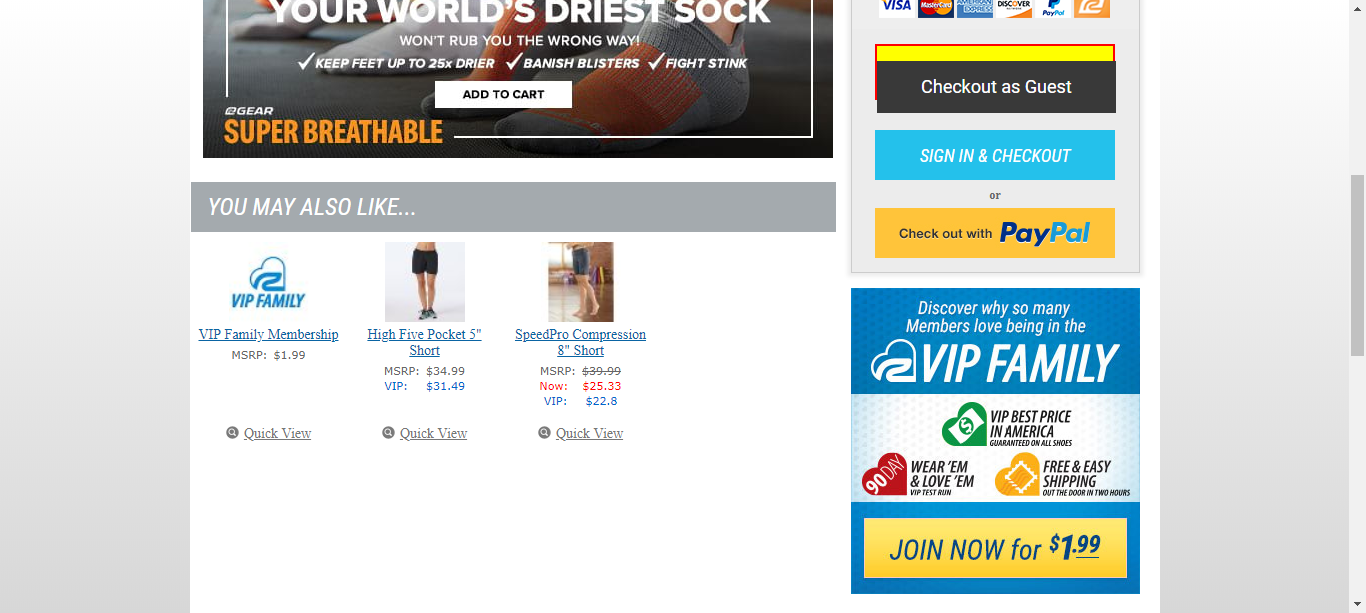 YOUR WORLD'S DRIEST SOCK
WON'T RUB YOU THE WRONG WAY!
KEEP FEET UP TO 25x DRIER BANISH BLISTERS FIGHT STINK
ADD TO CART
GEAR
SUPER BREATHABLE
YOU MAY ALSO LIKE...
VIP FAMILY
VIP Family Membership
MSRP: $1.99
Quick View
High Five Pocket 5"
Short
MSRP: $34.99
VIP: $31.49
Quick View
SpeedPro Compression
8" Short
MSRP: $39.99
Now: $25.33
VIP: $22.8
Quick View
VISA MasterCard AMERICAN EXPRESS DISCOVER PayPal
Checkout as Guest
SIGN IN & CHECKOUT
or
Check out with PayPal
Discover why so many
Members love being in the
VIP FAMILY
VIP BEST PRICE
IN AMERICA
GUARANTEED ON ALL SHOES
90 DAY
WEAR 'EM
& LOVE 'EM
VIP TEST RUN
FREE & EASY
SHIPPING
OUT THE DOOR IN TWO HOURS
JOIN NOW for $1.99